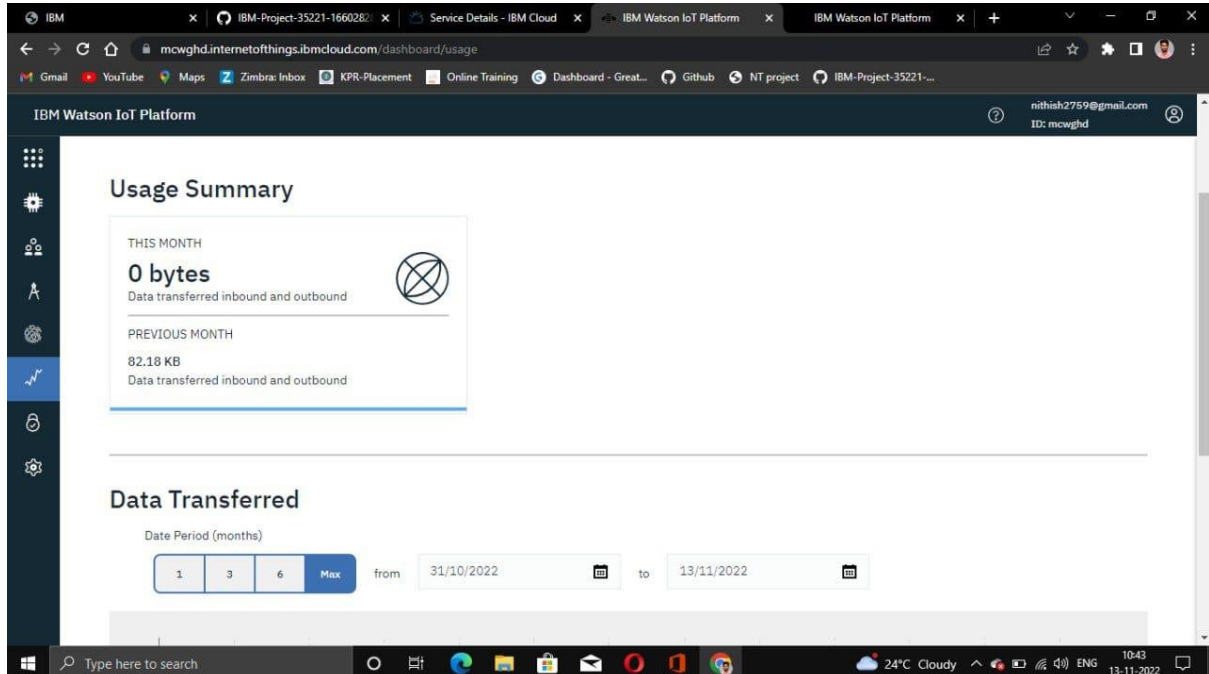 IBM
IBM-Project-35221-1660282
Service Details - IBM Cloud
IBM Watson IoT Platform
IBM Watson IoT Platform
mcwghd.internetofthings.ibmcloud.com/dashboard/usage
Gmail
YouTube
Maps
Zimbra: Inbox
KPR-Placement
Online Training
Dashboard - Great...
Github
NT project
IBM-Project-35221-...
IBM Watson IoT Platform
nithish2759@gmail.com
ID: mcwghd
Usage Summary
THIS MONTH
0 bytes
Data transferred inbound and outbound
PREVIOUS MONTH
82.18 KB
Data transferred inbound and outbound
Data Transferred
Date Period (months)
1 3 6 Max from 31/10/2022 to 13/11/2022
Type here to search
24°C Cloudy
ENG
10:43
13-11-2022